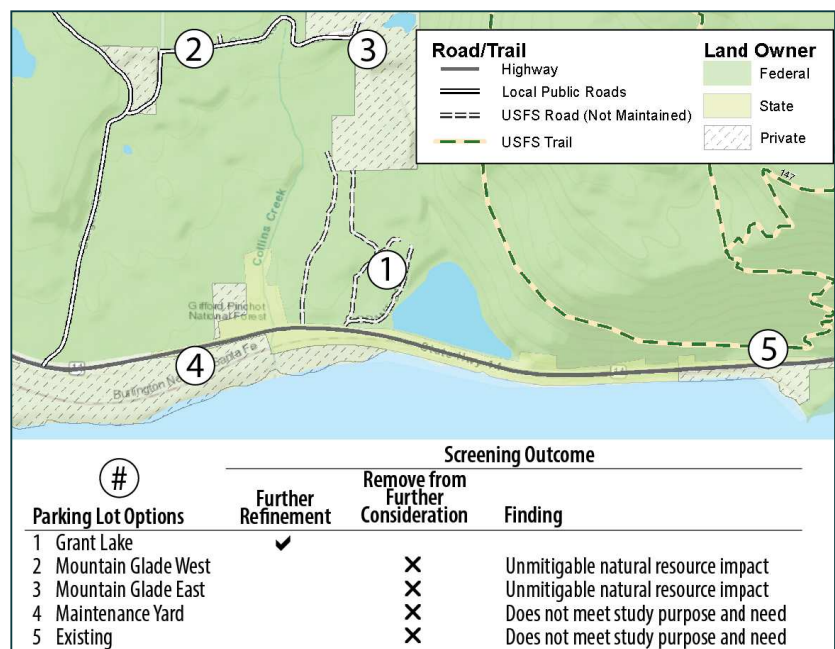 2
3
Road/Trail
Highway
Local Public Roads
USFS Road (Not Maintained)
USFS Trail
Land Owner
Federal
State
Private
147
Collins Creek
1
Gifford Pinchot
National Forest
4
Santa Fe
14
State Hwy 14
5
#
Screening Outcome
Parking Lot Options
Further
Refinement
Remove from
Further
Consideration
Finding
1 Grant Lake ✔
2 Mountain Glade West ✕ Unmitigable natural resource impact
3 Mountain Glade East ✕ Unmitigable natural resource impact
4 Maintenance Yard ✕ Does not meet study purpose and need
5 Existing ✕ Does not meet study purpose and need